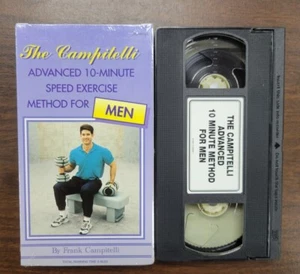 The Campitelli
ADVANCED 10-MINUTE
SPEED EXERCISE
METHOD FOR
MEN
By Frank Campitelli
THE CAMPITELLI
ADVANCED
10 MINUTE METHOD
FOR MEN